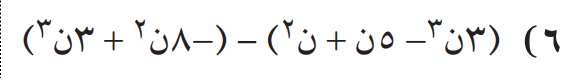 ٦) (٣ن^٣ – ٥ن + ن^٢) – (–٨ن^٢ + ٣ن^٣)